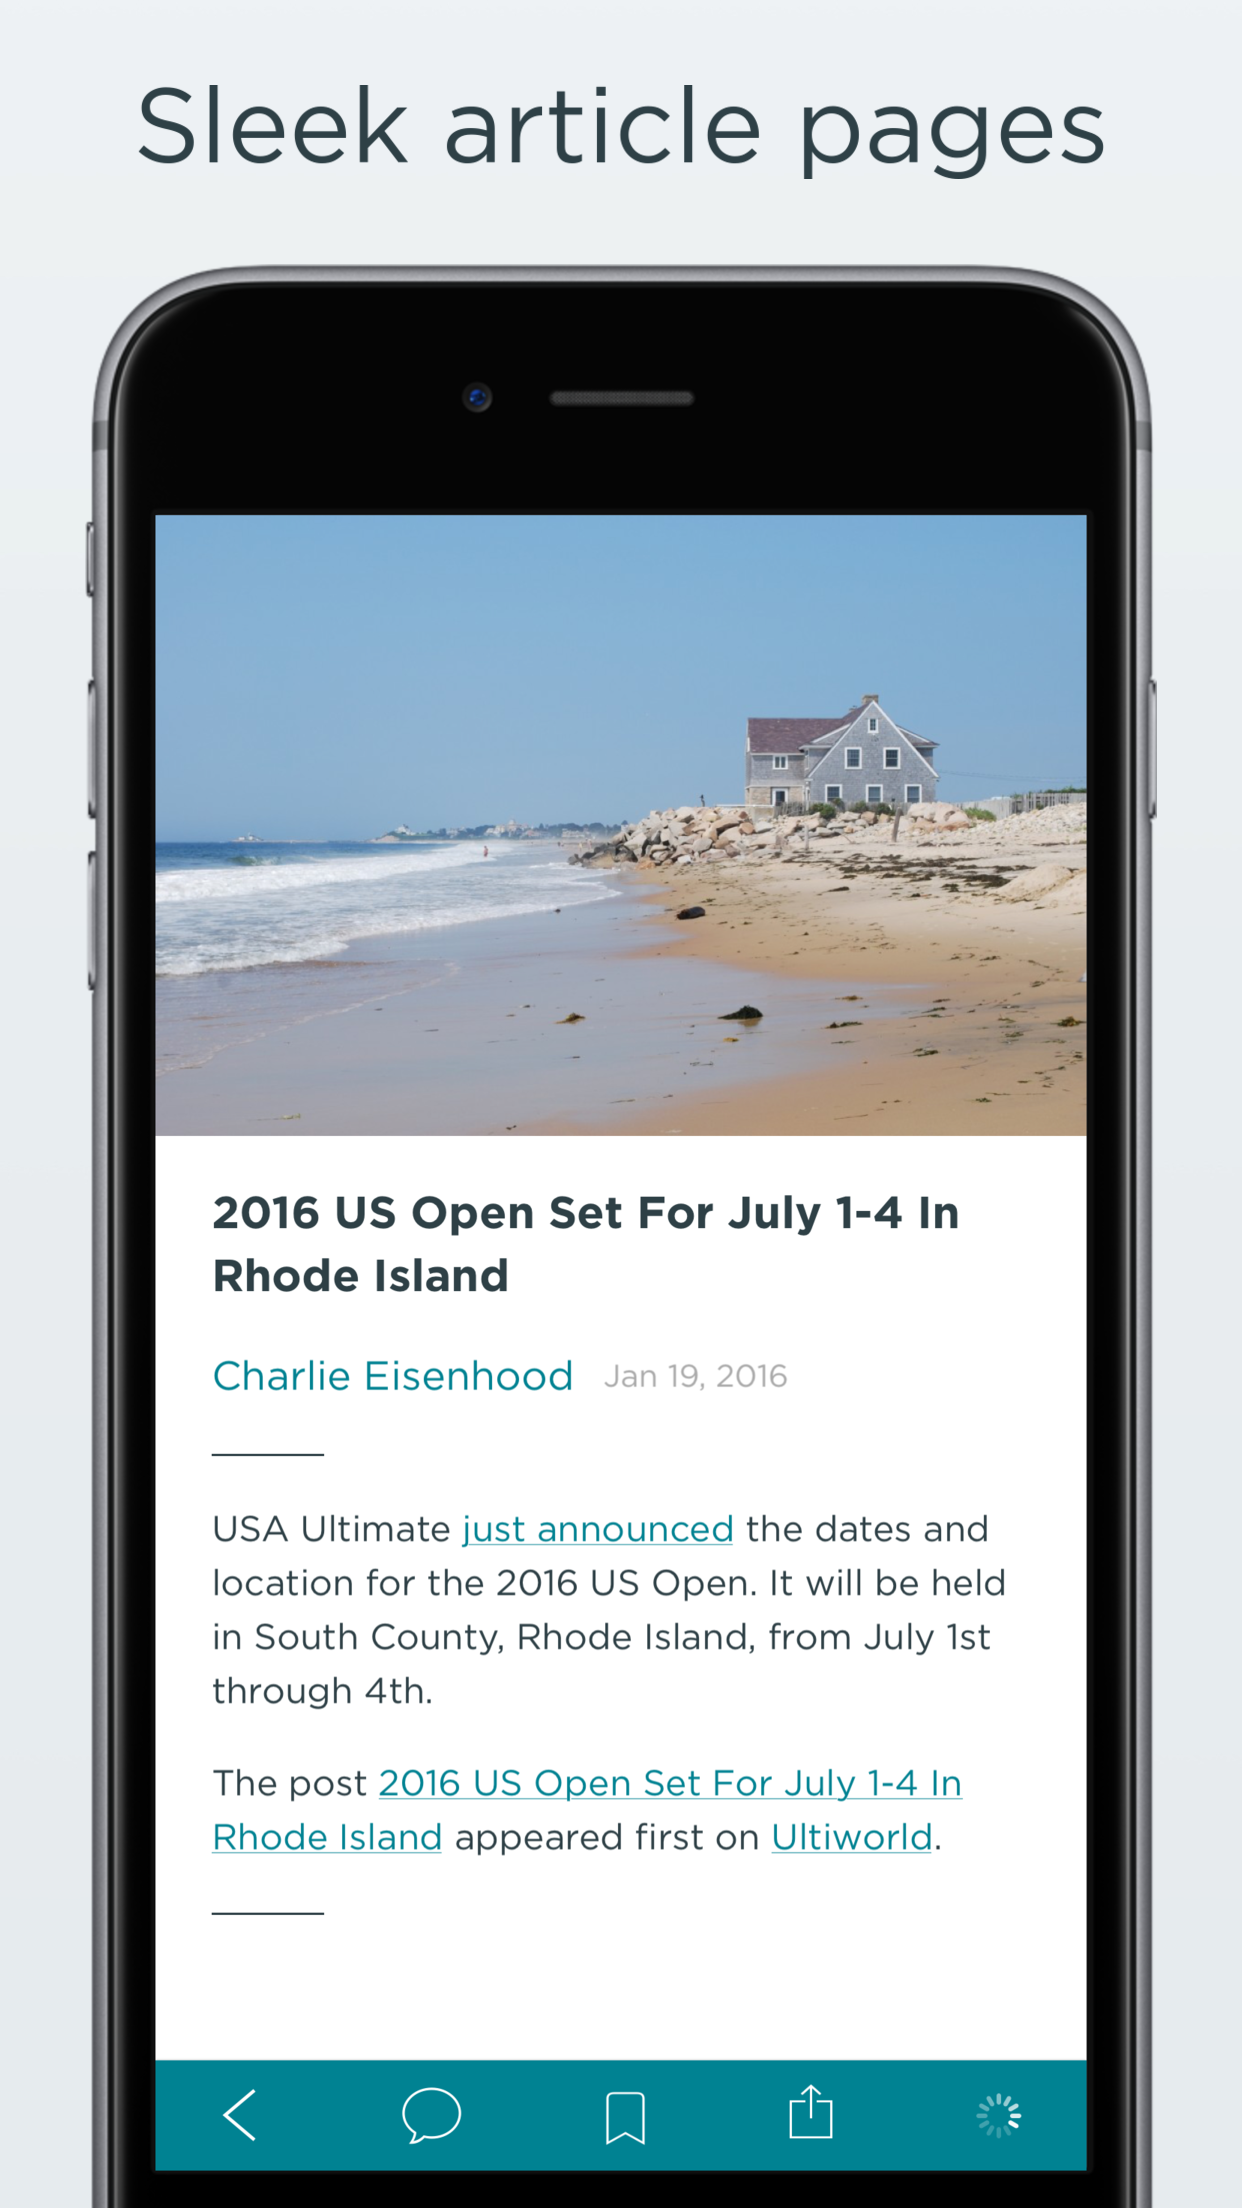 Sleek article pages
2016 US Open Set For July 1-4 In
Rhode Island
Charlie Eisenhood Jan 19, 2016
USA Ultimate just announced the dates and
location for the 2016 US Open. It will be held
in South County, Rhode Island, from July 1st
through 4th.
The post 2016 US Open Set For July 1-4 In
Rhode Island appeared first on Ultiworld.